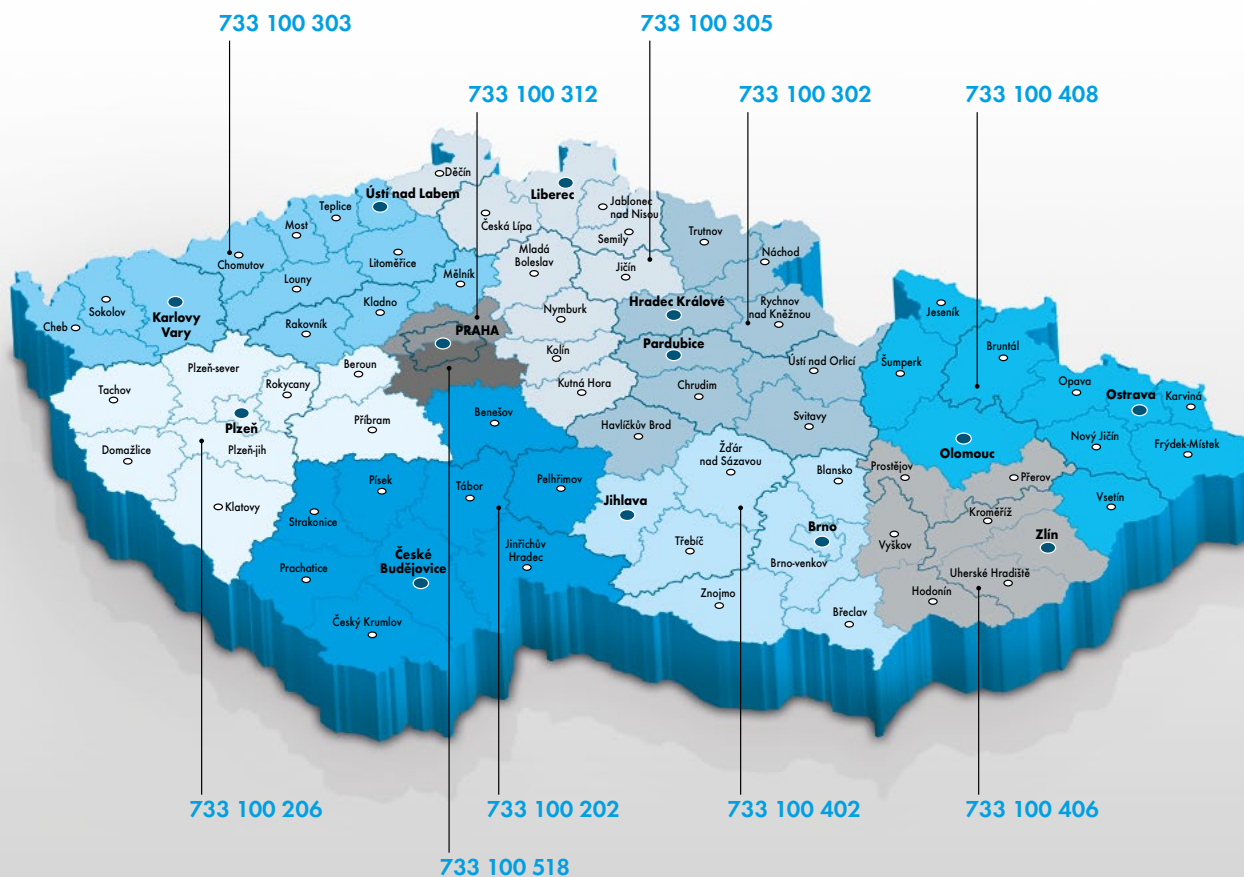 733 100 303
733 100 305
733 100 312
733 100 302
733 100 408
Děčín
Ústí nad Labem
Liberec
Teplice
Jablonec
nad Nisou
Most
Česká Lípa
Semily
Trutnov
Chomutov
Litoměřice
Mladá
Boleslav
Jičín
Náchod
Louny
Mělník
Sokolov
Karlovy
Vary
Cheb
Kladno
Rakovník
Nymburk
Hradec Králové
Rychnov
nad Kněžnou
Jeseník
PRAHA
Pardubice
Kolín
Bruntál
Šumperk
Ústí nad Orlicí
Beroun
Plzeň-sever
Rokycany
Tachov
Kutná Hora
Chrudim
Opava
Ostrava
Karviná
Plzeň
Příbram
Benešov
Havlíčkův Brod
Svitavy
Olomouc
Nový Jičín
Frýdek-Místek
Domažlice
Plzeň-jih
Žďár
nad Sázavou
Blansko
Prostějov
Přerov
Klatovy
Písek
Tábor
Pelhřimov
Jihlava
Vsetín
Strakonice
Kroměříž
Brno
Zlín
České
Budějovice
Jinřichův
Hradec
Třebíč
Vyškov
Prachatice
Brno-venkov
Uherské Hradiště
Znojmo
Hodonín
Český Krumlov
Břeclav
733 100 206
733 100 202
733 100 402
733 100 406
733 100 518